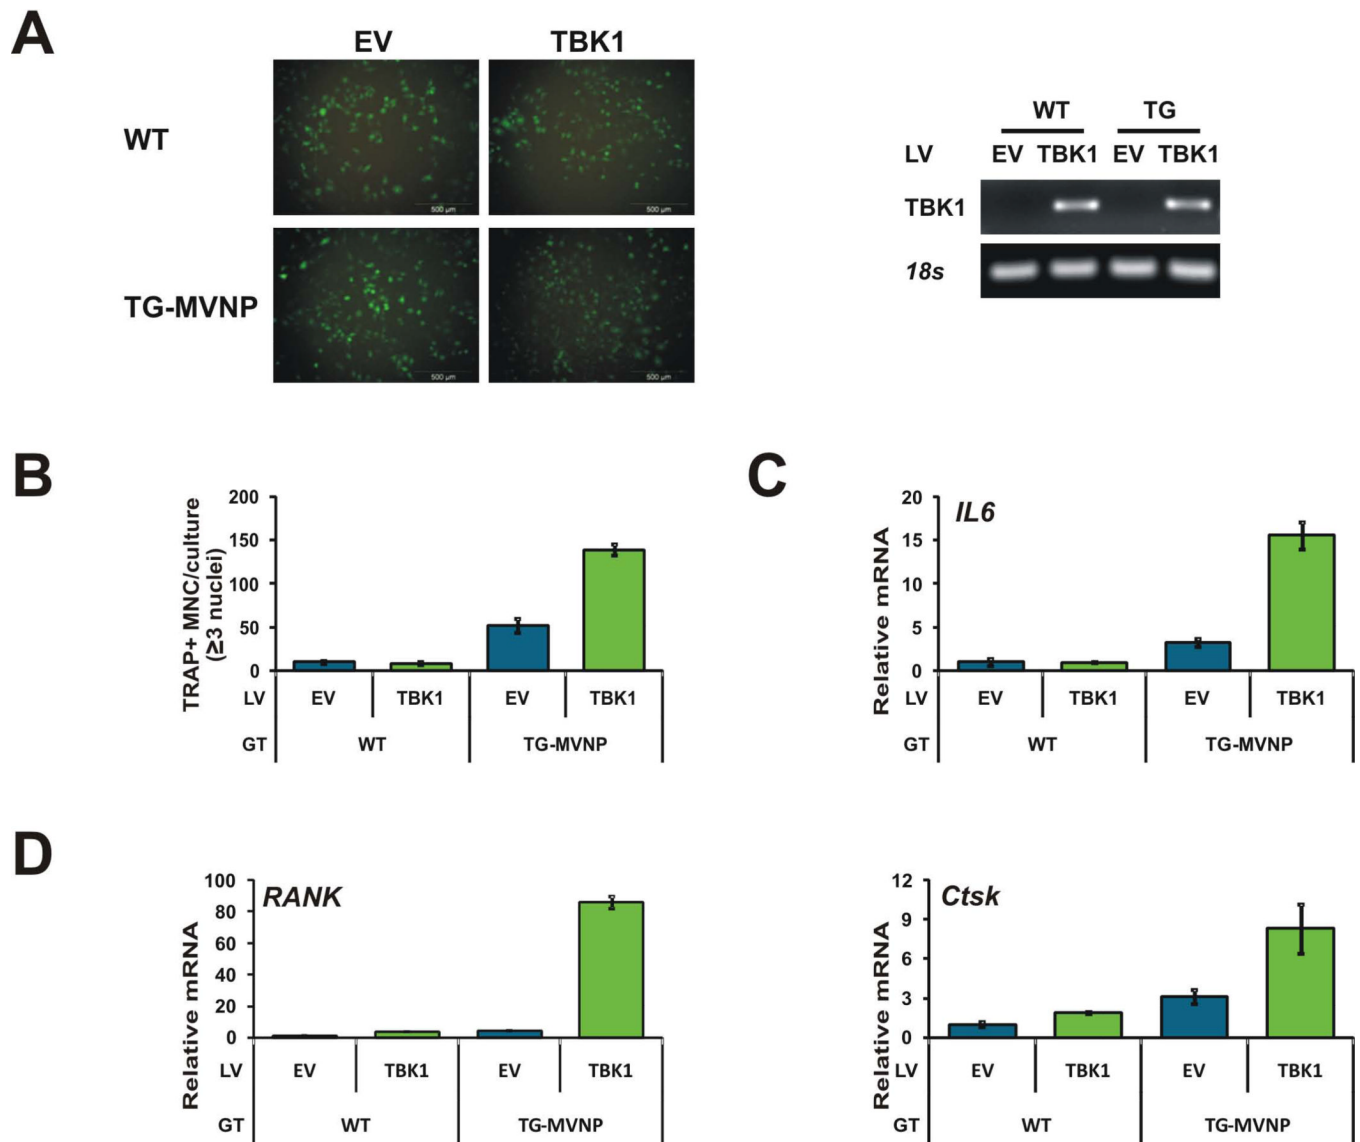 A
EV TBK1
WT
500 µm 500 µm
TG-MVNP
500 µm 500 µm
WT TG
LV EV TBK1 EV TBK1
TBK1
18s
B
TRAP+ MNC/culture
(≥3 nuclei)
200
150
100
50
0
LV EV TBK1 EV TBK1
GT WT TG-MVNP
C
Relative mRNA
IL6
20
15
10
5
0
LV EV TBK1 EV TBK1
GT WT TG-MVNP
D
Relative mRNA
RANK
100
80
60
40
20
0
LV EV TBK1 EV TBK1
GT WT TG-MVNP
Relative mRNA
Ctsk
12
9
6
3
0
LV EV TBK1 EV TBK1
GT WT TG-MVNP